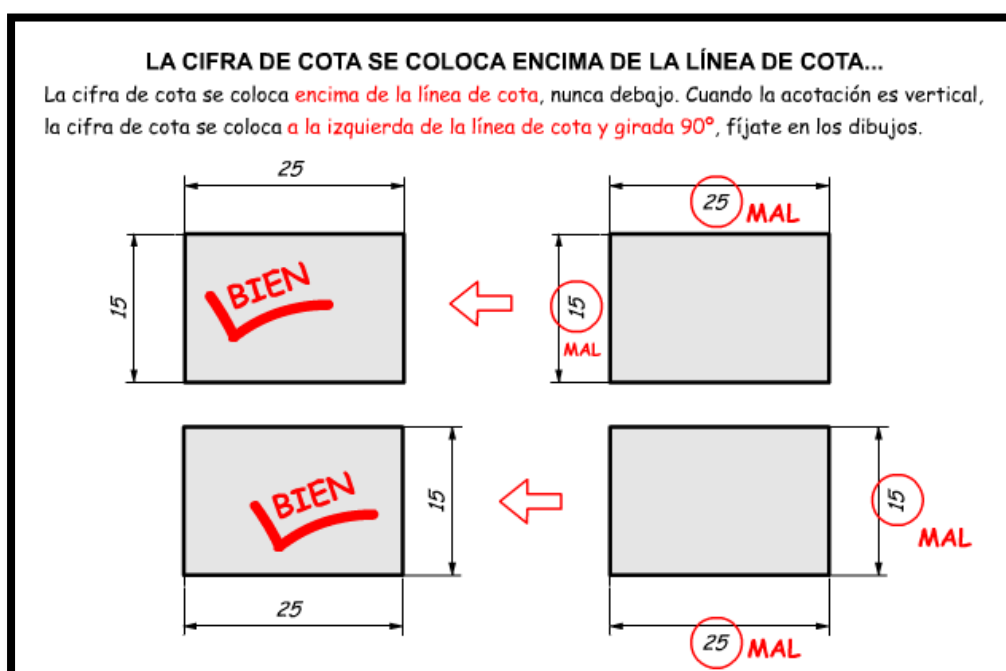 LA CIFRA DE COTA SE COLOCA ENCIMA DE LA LÍNEA DE COTA...
La cifra de cota se coloca encima de la línea de cota, nunca debajo. Cuando la acotación es vertical,
la cifra de cota se coloca a la izquierda de la línea de cota y girada 90º, fíjate en los dibujos.
25
25 MAL
15
BIEN
15
MAL
BIEN
15
15
MAL
25
25 MAL